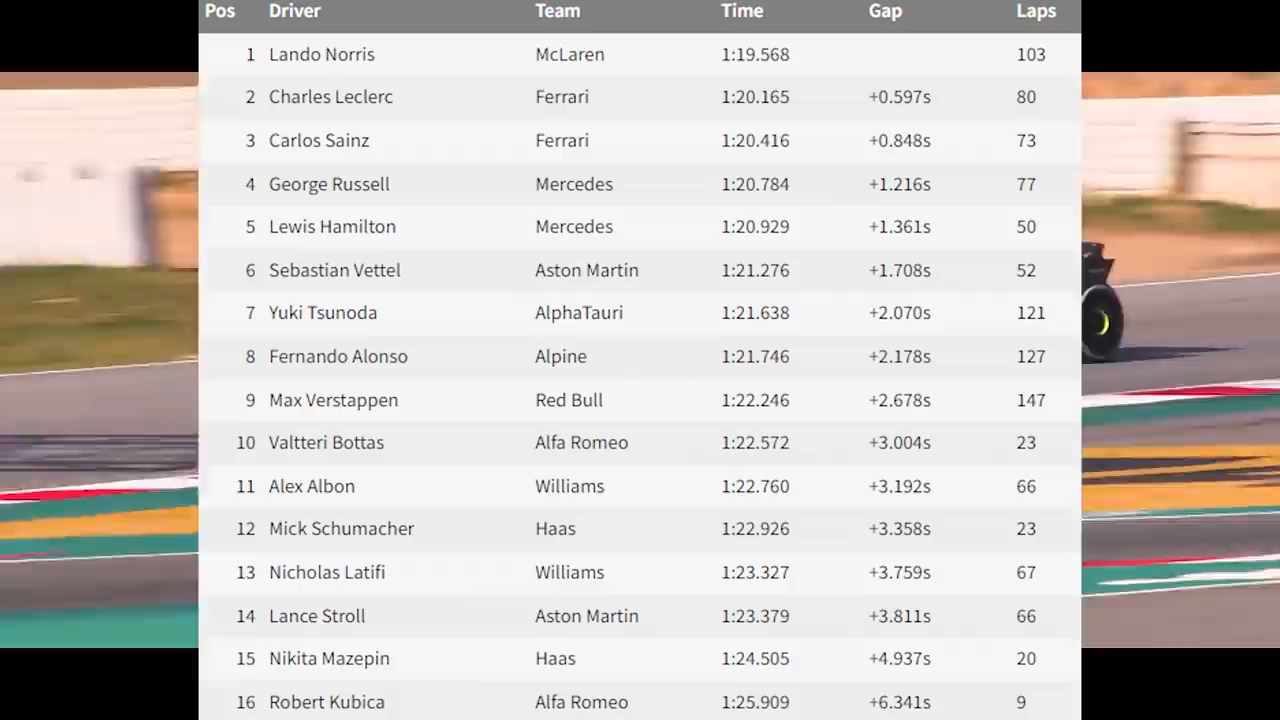 Pos Driver Team Time Gap Laps
1 Lando Norris McLaren 1:19.568 103
2 Charles Leclerc Ferrari 1:20.165 +0.597s 80
3 Carlos Sainz Ferrari 1:20.416 +0.848s 73
4 George Russell Mercedes 1:20.784 +1.216s 77
5 Lewis Hamilton Mercedes 1:20.929 +1.361s 50
6 Sebastian Vettel Aston Martin 1:21.276 +1.708s 52
7 Yuki Tsunoda AlphaTauri 1:21.638 +2.070s 121
8 Fernando Alonso Alpine 1:21.746 +2.178s 127
9 Max Verstappen Red Bull 1:22.246 +2.678s 147
10 Valtteri Bottas Alfa Romeo 1:22.572 +3.004s 23
11 Alex Albon Williams 1:22.760 +3.192s 66
12 Mick Schumacher Haas 1:22.926 +3.358s 23
13 Nicholas Latifi Williams 1:23.327 +3.759s 67
14 Lance Stroll Aston Martin 1:23.379 +3.811s 66
15 Nikita Mazepin Haas 1:24.505 +4.937s 20
16 Robert Kubica Alfa Romeo 1:25.909 +6.341s 9